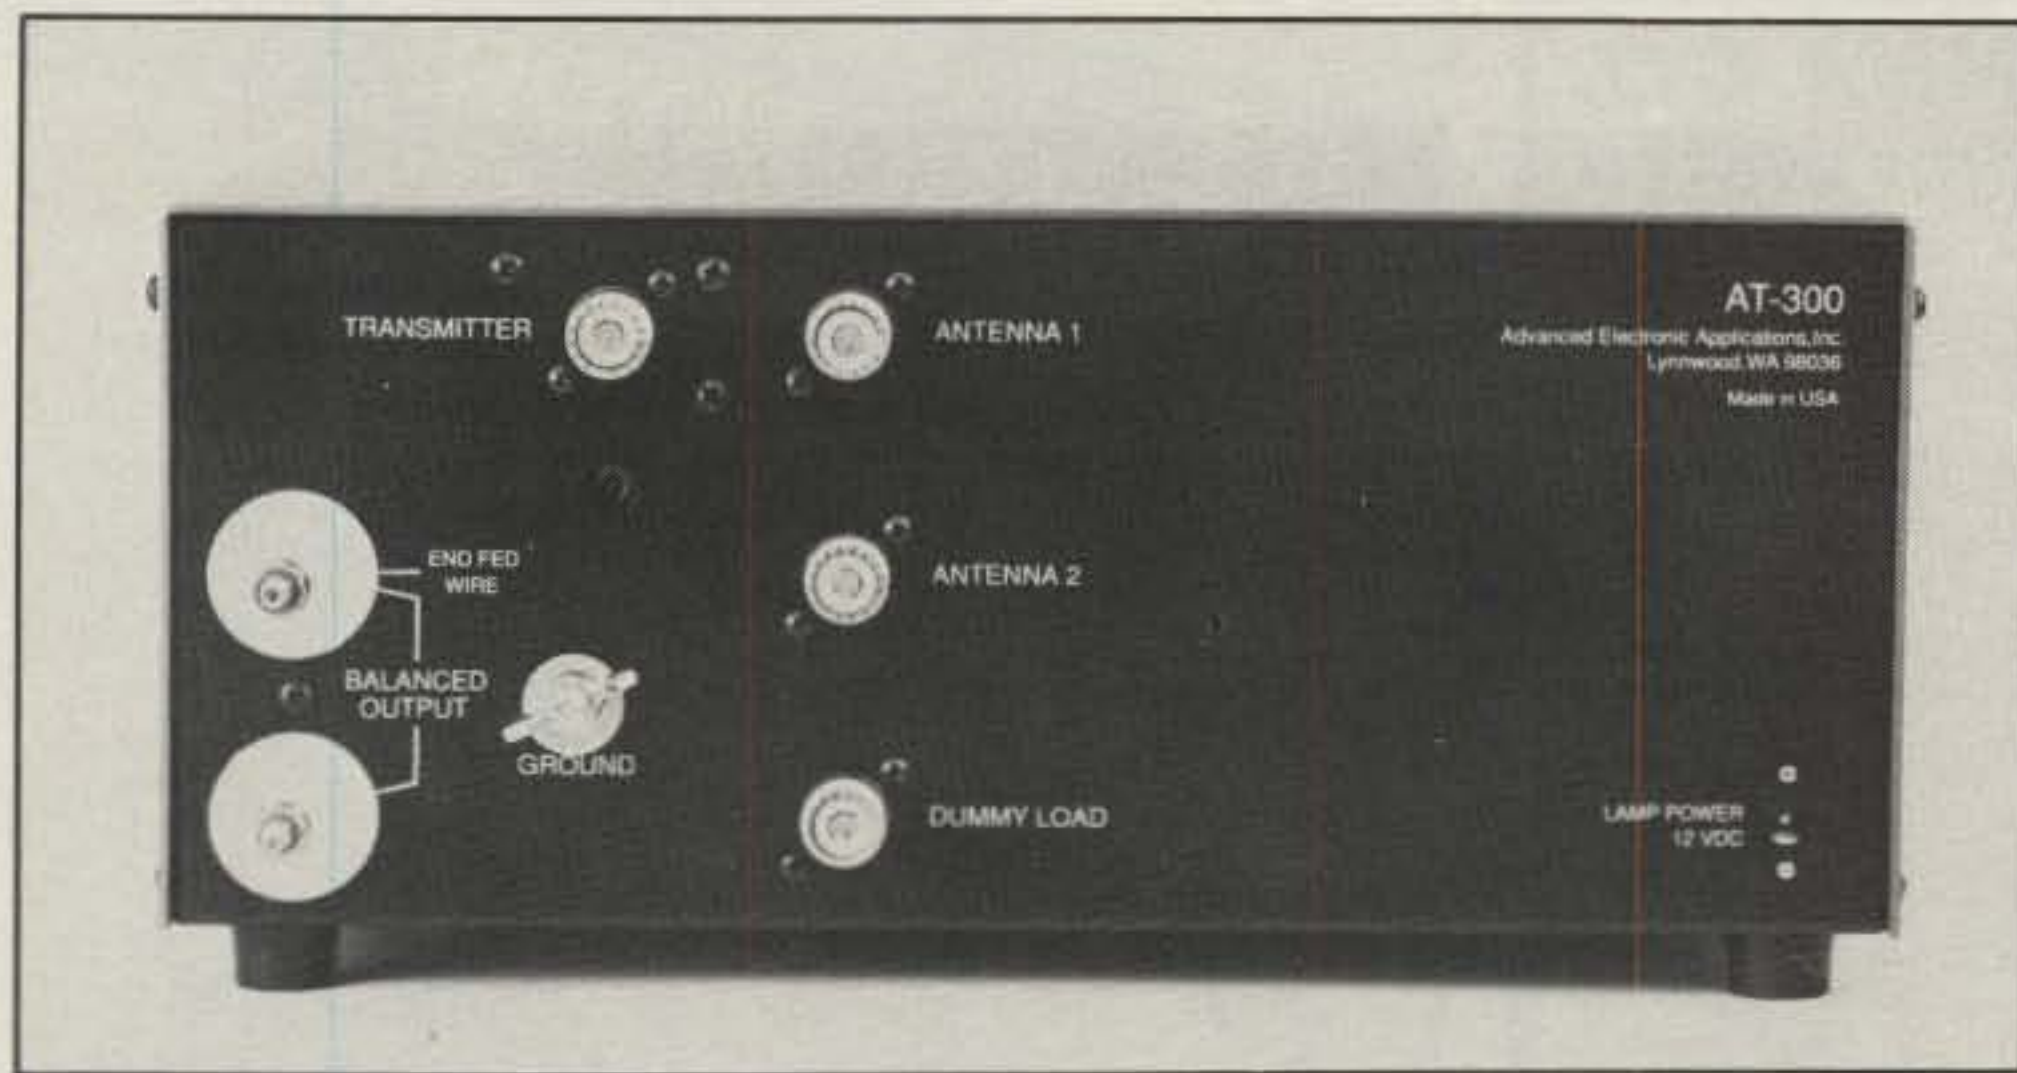 TRANSMITTER
ANTENNA 1
AT-300
Advanced Electronic Applications, Inc
Lynnwood, WA 98036
Made in USA
END FED
WIRE
ANTENNA 2
BALANCED
OUTPUT
GROUND
DUMMY LOAD
LAMP POWER
12 VDC